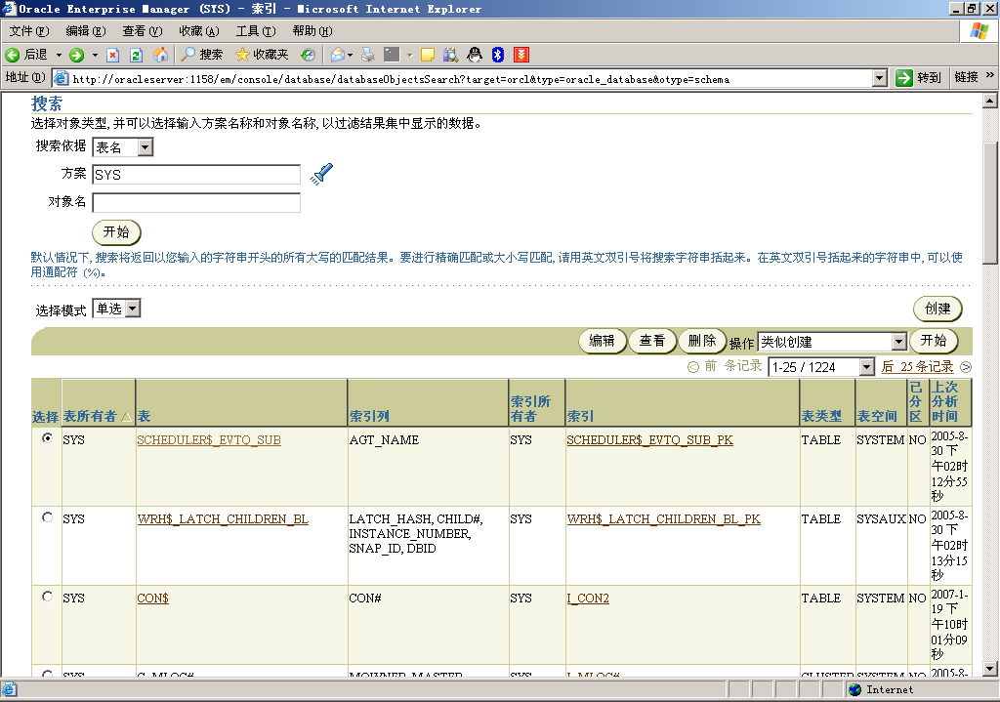 Oracle Enterprise Manager (SYS) - 索引 - Microsoft Internet Explorer
文件(F) 编辑(E) 查看(V) 收藏(A) 工具(T) 帮助(H)
后退 搜索 收藏夹
地址(D) http://oracleserver:1158/em/console/database/databaseObjectsSearch?target=orcl&type=oracle_database&otype=schema 转到 链接 »
搜索
选择对象类型, 并可以选择输入方案名称和对象名称, 以过滤结果集中显示的数据。
搜索依据 表名
方案 SYS
对象名
开始
默认情况下, 搜索将返回以您输入的字符串开头的所有大写的匹配结果。要进行精确匹配或大小写匹配, 请用英文双引号将搜索字符串括起来。在英文双引号括起来的字符串中, 可以使
用通配符 (%)。
选择模式 单选 创建
编辑 查看 删除 操作 类似创建 开始
前 条记录 1-25 / 1224 后 25条记录
选择 表所有者 表 索引列 索引所有者 索引 表类型 表空间 已分区 上次分析时间
SYS SCHEDULER$_EVTO_SUB AGT_NAME SYS SCHEDULER$_EVTO_SUB_PK TABLE SYSTEM NO 2005-8-
30 下
午02时
12分55
秒
SYS WRH$_LATCH_CHILDREN_BL LATCH_HASH, CHILD#, SYS WRH$_LATCH_CHILDREN_BL_PK TABLE SYSAUX NO 2005-8-
INSTANCE_NUMBER, 30 下
SNAP_ID, DBID 午02时
13分15
秒
SYS CON$ CON# SYS I_CON2 TABLE SYSTEM NO 2007-1-
19 下
午10时
01分09
秒
SYS C_MLOG# MOWNER, MASTER SYS I_MLOG# CLUSTER SYSTEM NO 2005-8-
Internet